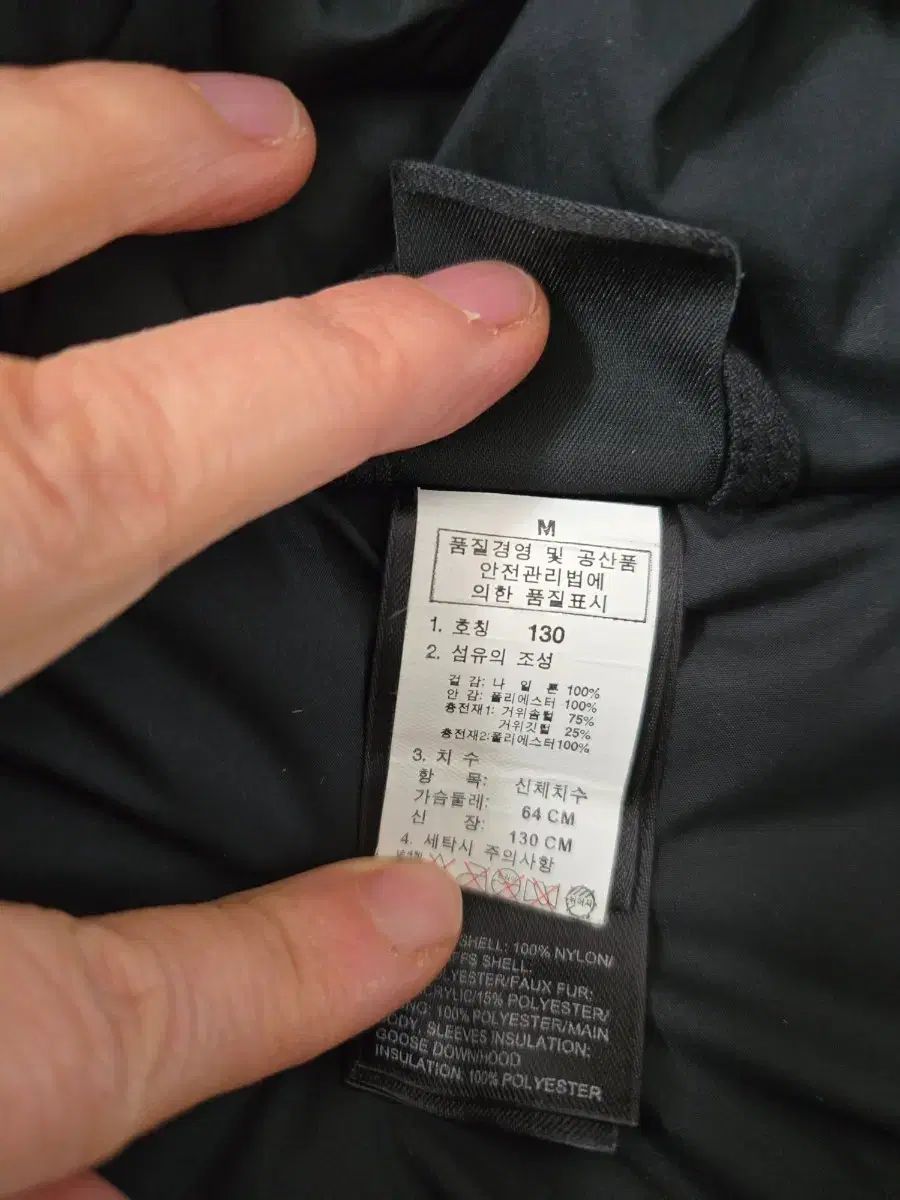 M
품질경영 및 공산품
안전관리법에
의한 품질표시
1. 호칭 130
2. 섬유의 조성
겉 감: 나 일 론 100%
안 감: 폴리에스터 100%
충전재1: 거위솜털 75%
거위깃털 25%
충전재2:폴리에스터100%
3. 치 수
항 목: 신체치수
가슴둘레: 64 CM
신 장: 130 CM
4. 세탁시 주의사항
SHELL: 100% NYLON/
SHELL:
POLYESTER/FAUX FUR:
15% POLYESTER/
100% POLYESTER/MAIN
BODY, SLEEVES INSULATION:
GOOSE DOWN/HOOD
INSULATION: 100% POLYESTER